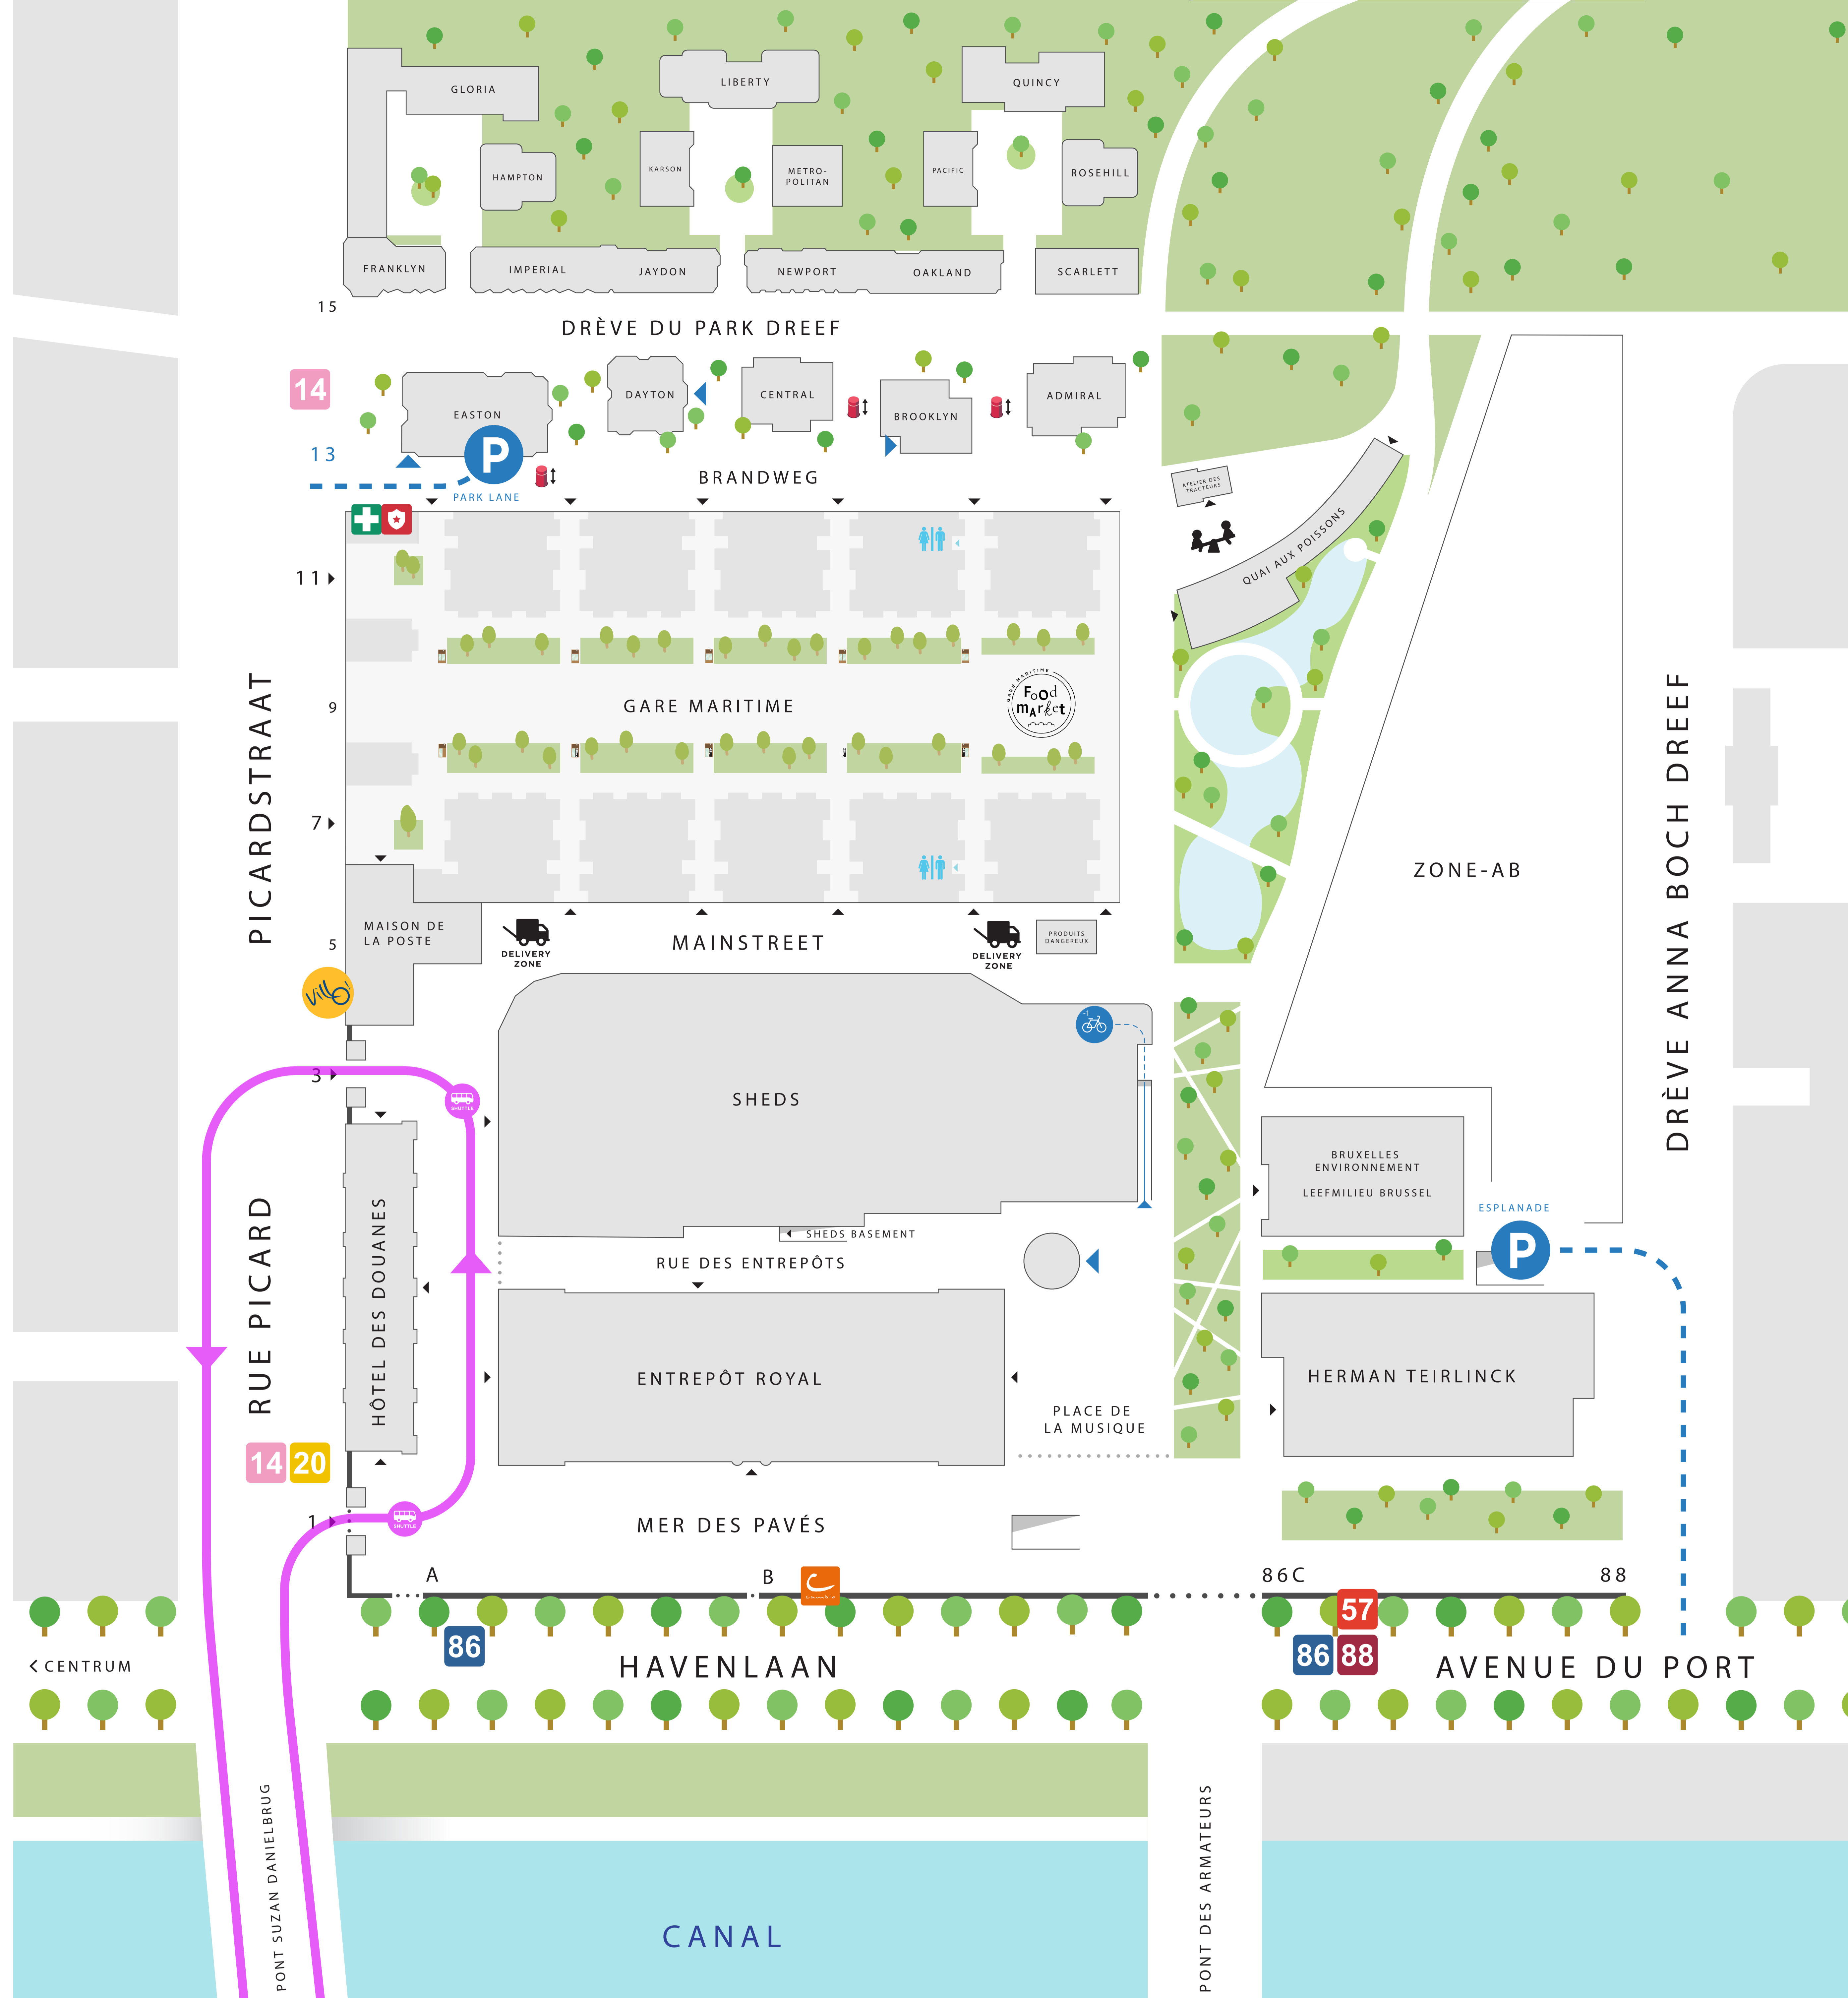 GLORIA
LIBERTY
QUINCY
HAMPTON
KARSON
METRO-
POLITAN
PACIFIC
ROSEHILL
FRANKLYN
IMPERIAL
JAYDON
NEWPORT
OAKLAND
SCARLETT
15
DRÈVE DU PARK DREEF
14
EASTON
DAYTON
CENTRAL
BROOKLYN
ADMIRAL
13
P
PARK LANE
BRANDWEG
ATELIER DES
TRACTEURS
QUAI AUX POISSONS
11
PICARDSTRAAT
9
GARE MARITIME
GARE MARITIME
Food
mArket
DRÈVE ANNA BOCH DREEF
7
ZONE-AB
MAISON DE
LA POSTE
5
DELIVERY
ZONE
MAINSTREET
DELIVERY
ZONE
PRODUITS
DANGEREUX
Villo!
-1
3
SHUTTLE
SHEDS
BRUXELLES
ENVIRONNEMENT
LEEFMILIEU BRUSSEL
RUE PICARD
HÔTEL DES DOUANES
SHEDS BASEMENT
RUE DES ENTREPÔTS
ESPLANADE
P
ENTREPÔT ROYAL
HERMAN TEIRLINCK
PLACE DE
LA MUSIQUE
14 20
1
SHUTTLE
MER DES PAVÉS
A
B
86C
88
57
86
86 88
CENTRUM
HAVENLAAN
AVENUE DU PORT
PONT SUZAN DANIELBRUG
PONT DES ARMATEURS
CANAL